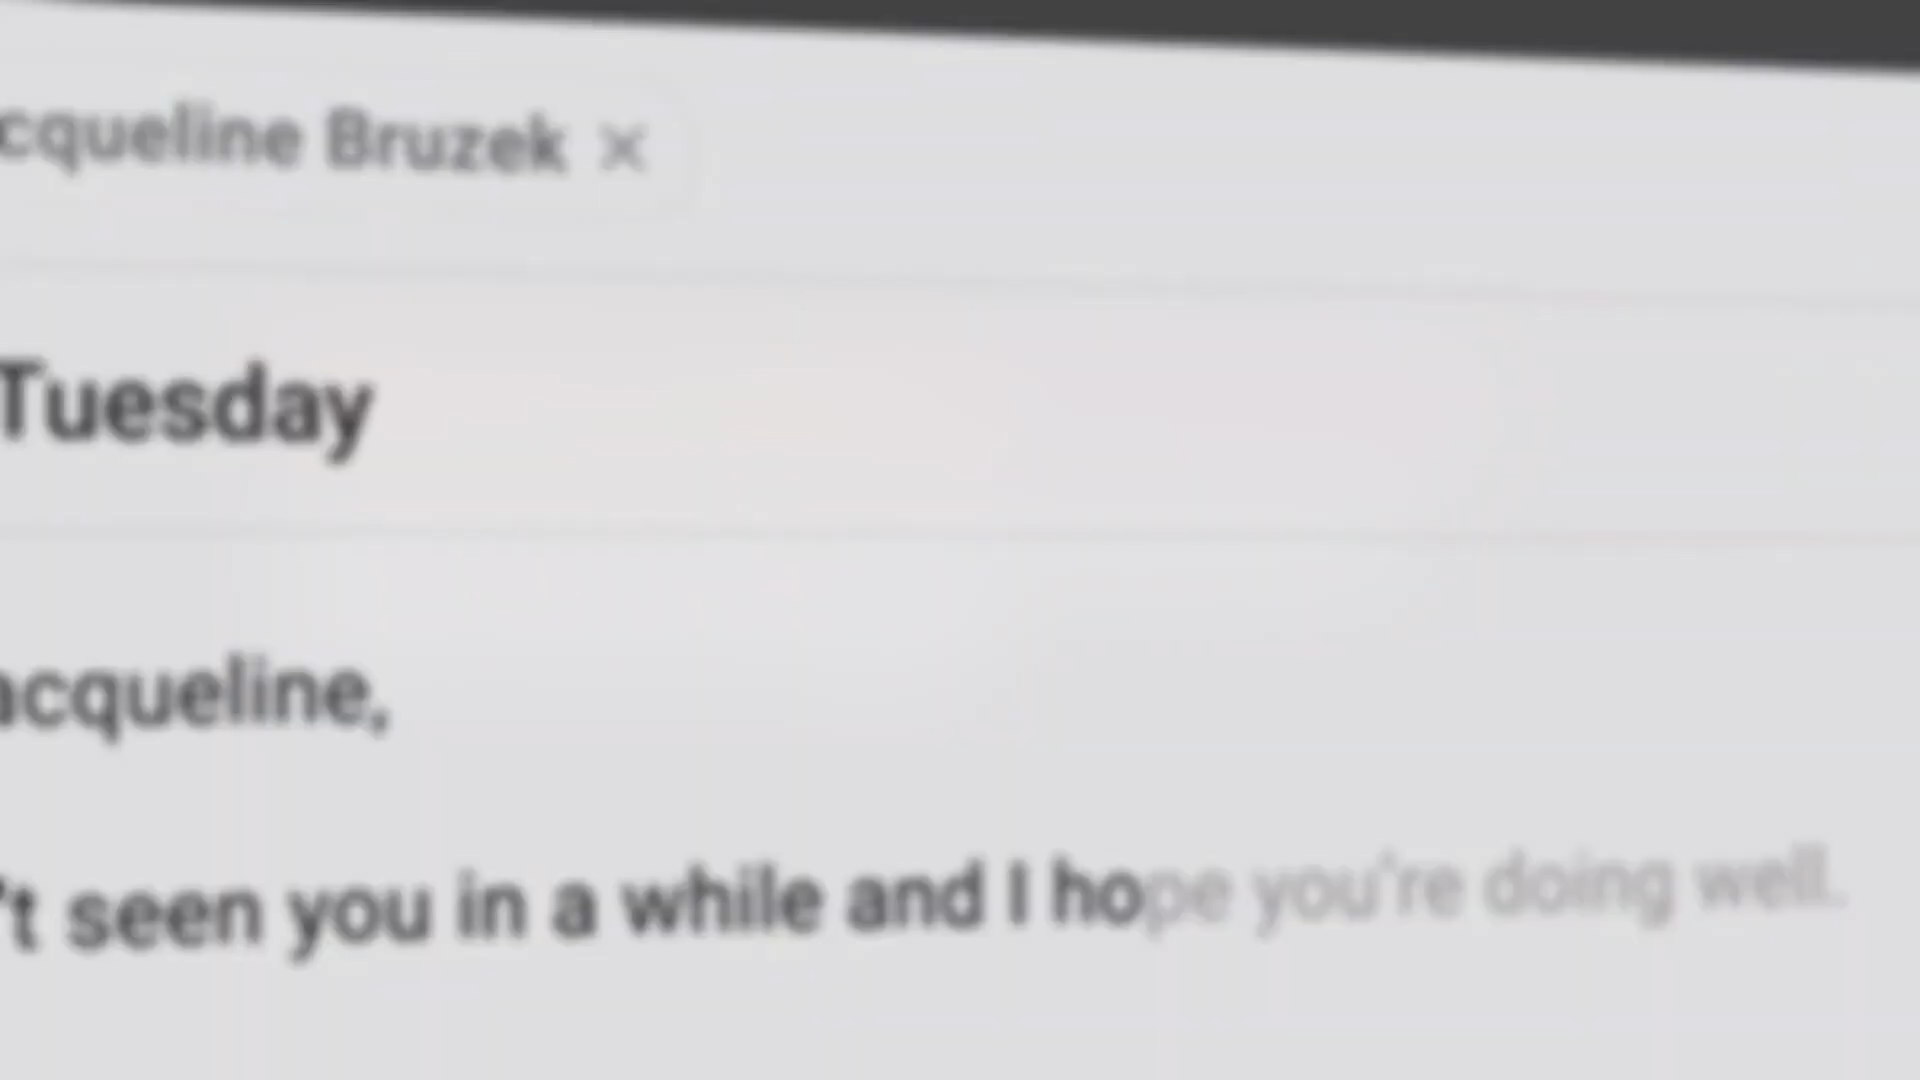 cqueline Bruzek ×
Tuesday
acqueline,
't seen you in a while and I hope you're doing well.